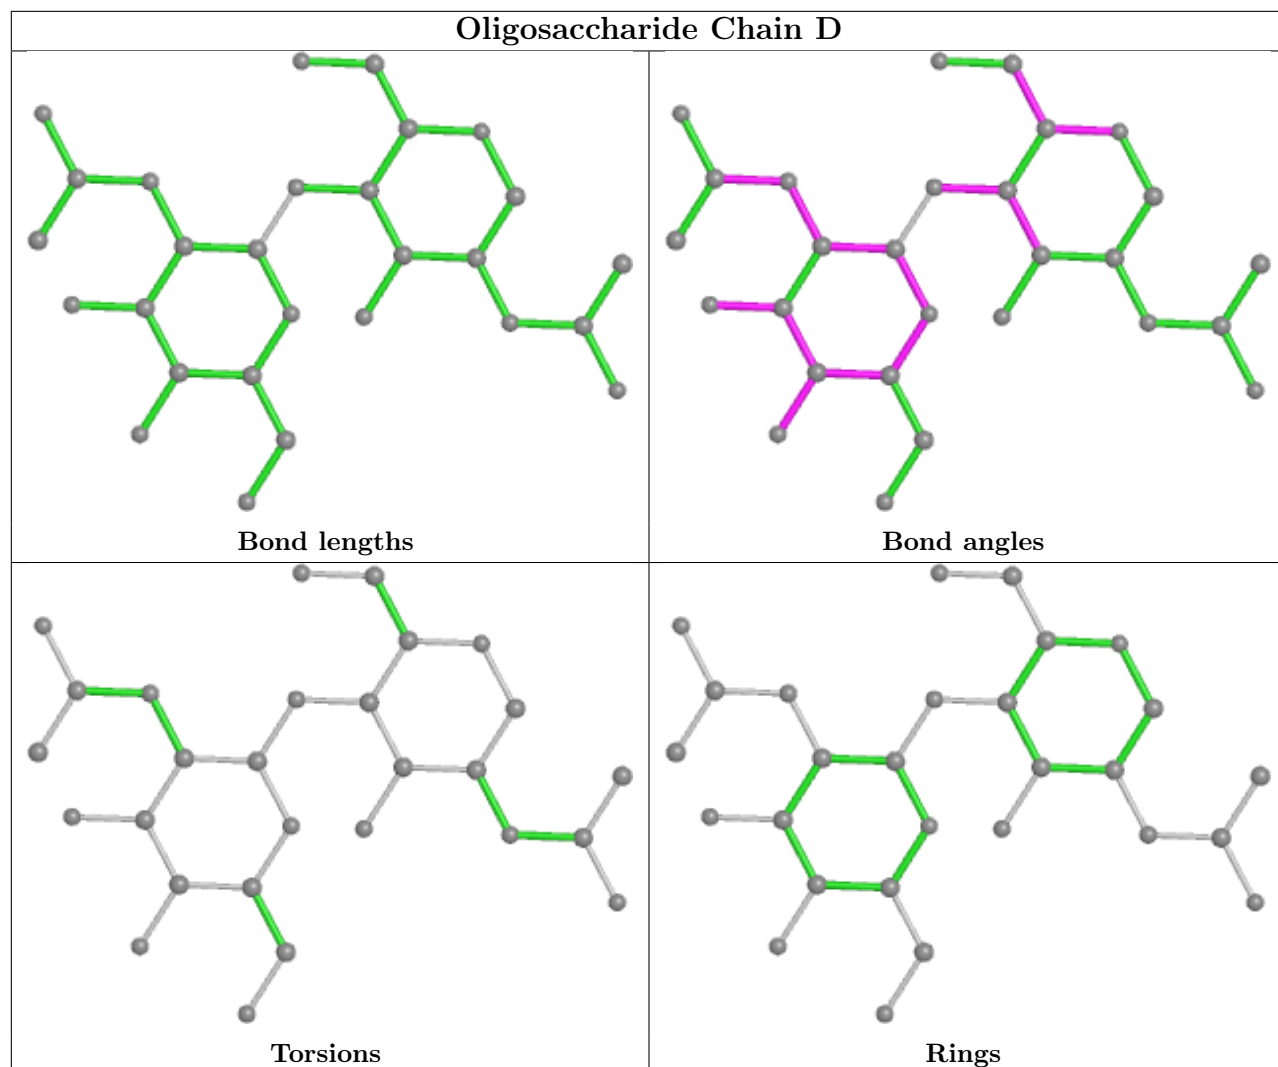 Oligosaccharide Chain D
Bond lengths
Bond angles
Torsions
Rings